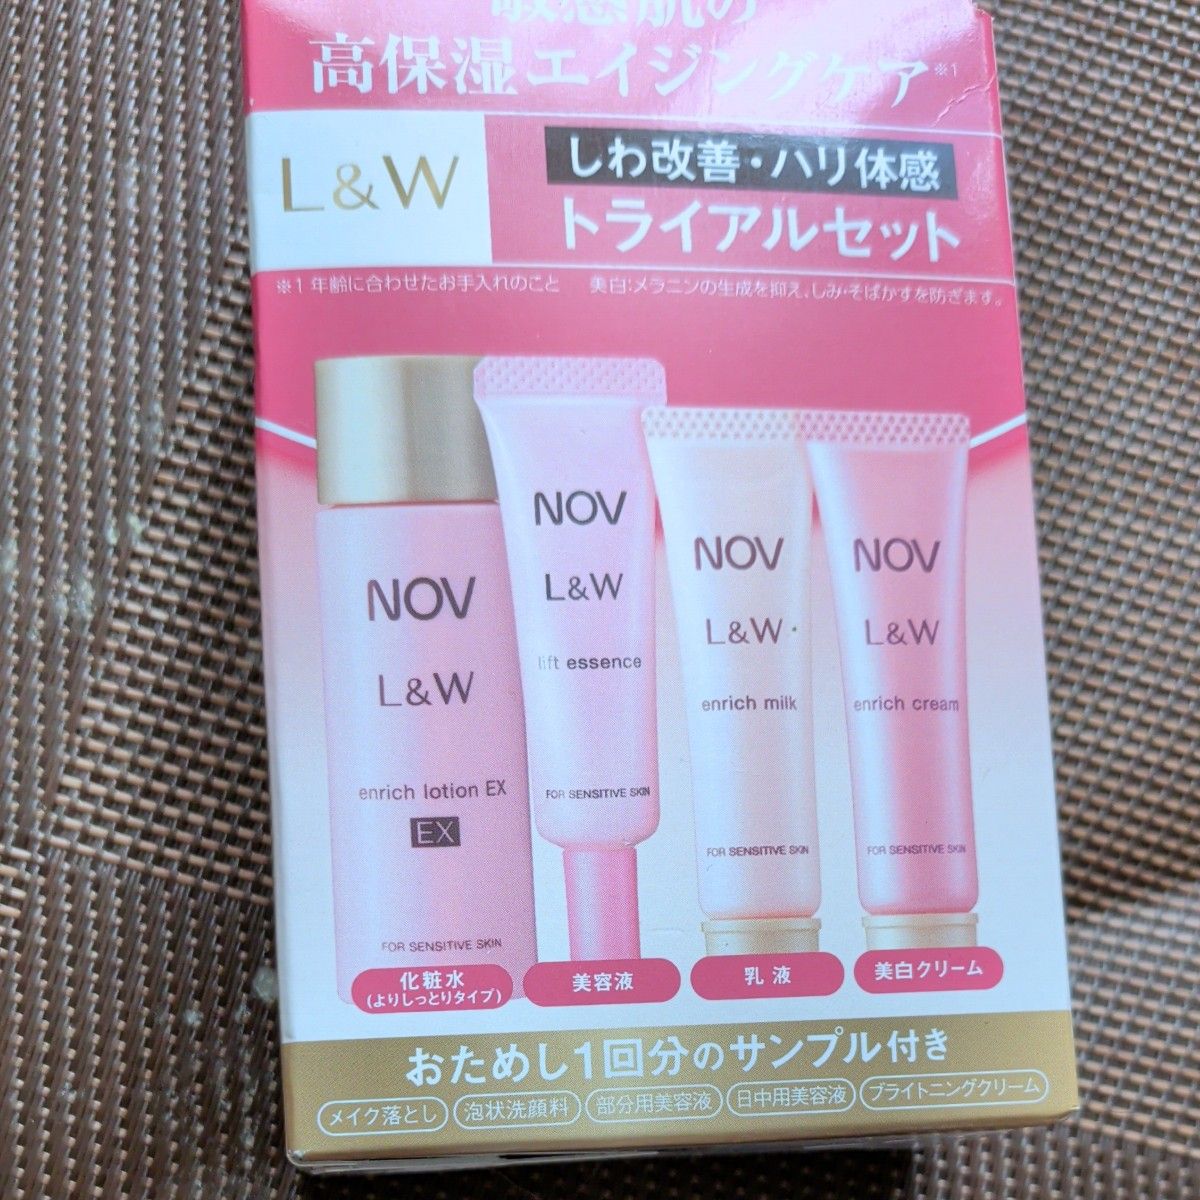 敏感肌の
高保湿エイジングケア※1
L&W
しわ改善・ハリ体感
トライアルセット
※1 年齢に合わせたお手入れのこと 美白:メラニンの生成を抑え、しみ・そばかすを防ぎます。
NOV
L&W
enrich lotion EX
EX
FOR SENSITIVE SKIN
化粧水
(よりしっとりタイプ)
NOV
L&W
lift essence
FOR SENSITIVE SKIN
美容液
NOV
L&W
enrich milk
FOR SENSITIVE SKIN
乳液
NOV
L&W
enrich cream
FOR SENSITIVE SKIN
美白クリーム
おためし1回分のサンプル付き
メイク落とし 泡状洗顔料 部分用美容液 日中用美容液 ブライトニングクリーム